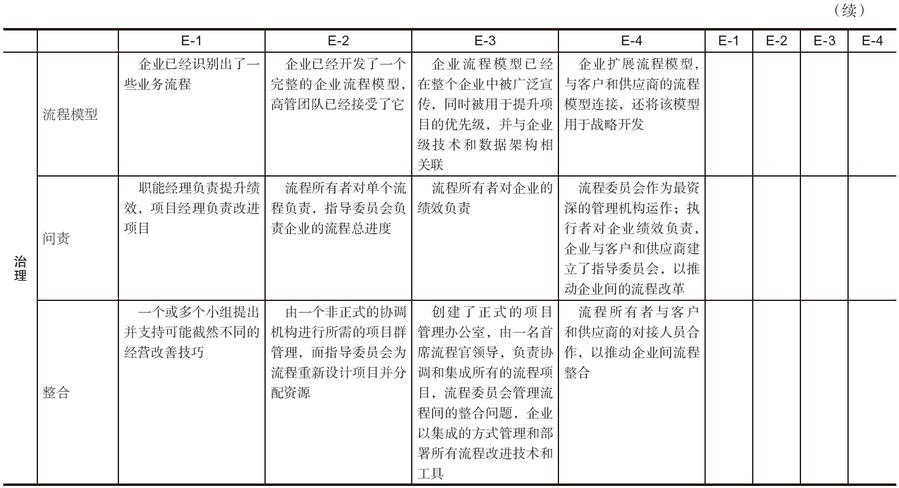 （续）
E-1 E-2 E-3 E-4 E-1 E-2 E-3 E-4
治理
流程模型
企业已经识别出了一
些业务流程
企业已经开发了一个
完整的企业流程模型，
高管团队已经接受了它
企业流程模型已经
在整个企业中被广泛宣
传，同时被用于提升项
目的优先级，并与企业
级技术和数据架构相
关联
企业扩展流程模型，
与客户和供应商的流程
模型连接，还将该模型
用于战略开发
问责
职能经理负责提升绩
效，项目经理负责改进
项目
流程所有者对单个流
程负责，指导委员会负
责企业的流程总进度
流程所有者对企业的
绩效负责
流程委员会作为最资
深的管理机构运作；执
行者对企业绩效负责，
企业与客户和供应商建
立了指导委员会，以推
动企业间的流程改革
整合
一个或多个小组提出
并支持可能截然不同的
经营改善技巧
由一个非正式的协调
机构进行所需的项目群
管理，而指导委员会为
流程重新设计项目并分
配资源
创建了正式的项目
管理办公室，由一名首
席流程官领导，负责协
调和集成所有的流程项
目，流程委员会管理流
程间的整合问题，企业
以集成的方式管理和部
署所有流程改进技术和
工具
流程所有者与客户
和供应商的对接人员合
作，以推动企业间流程
整合